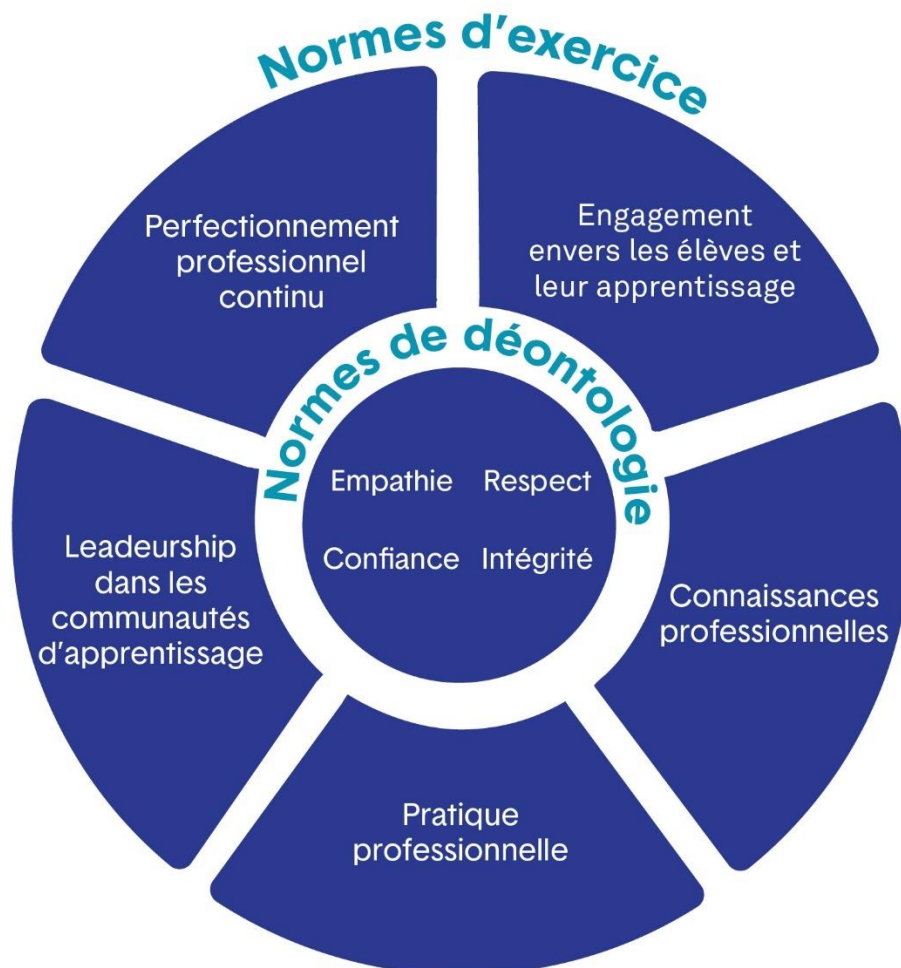 Normes d'exercice
Perfectionnement
professionnel
continu
Engagement
envers les élèves et
leur apprentissage
Normes de déontologie
Empathie Respect
Confiance Intégrité
Leadeurship
dans les
communautés
d'apprentissage
Connaissances
professionnelles
Pratique
professionnelle